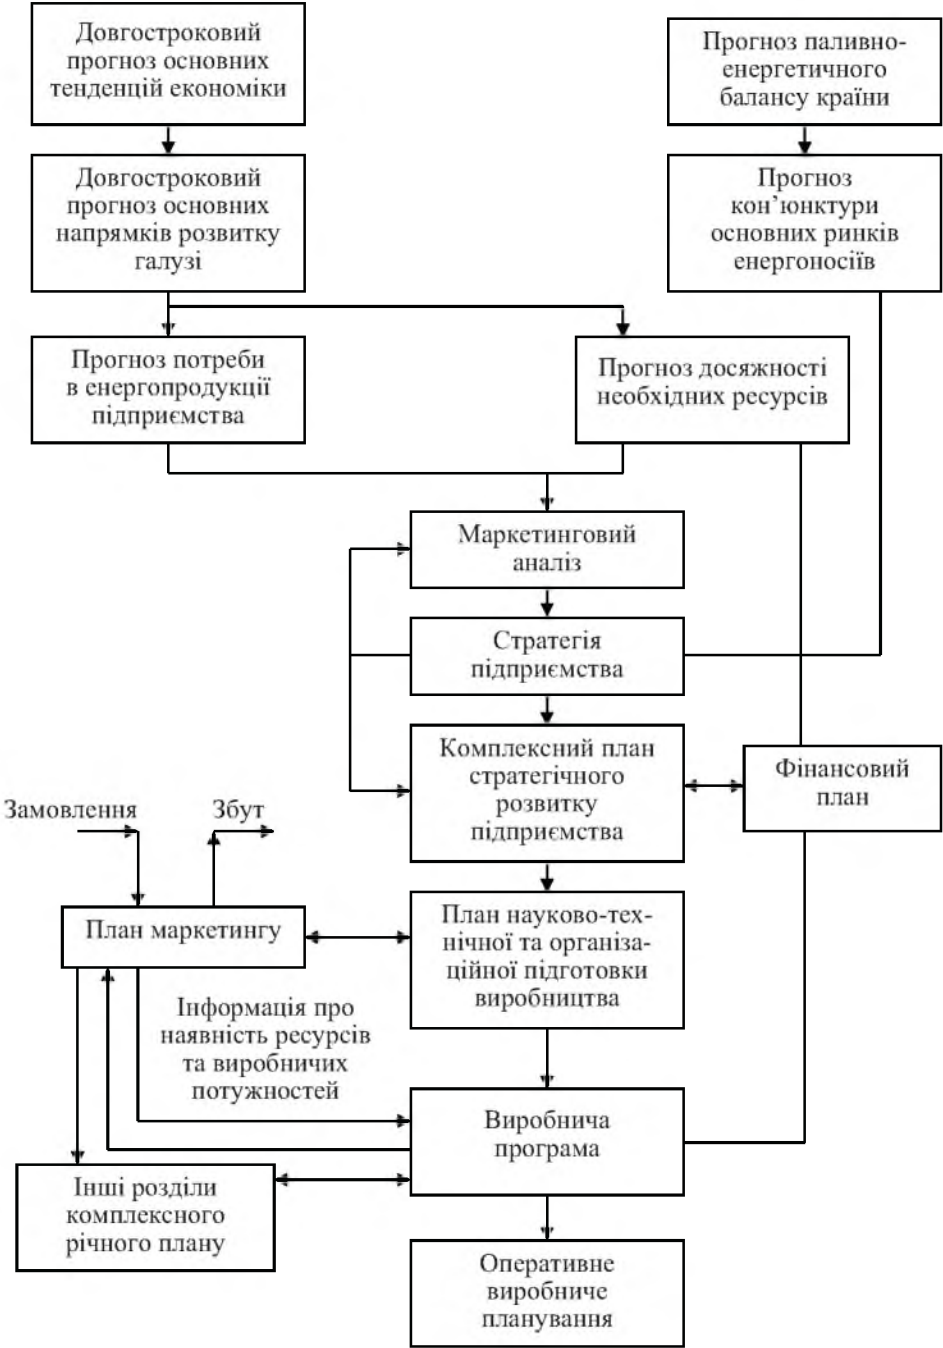 Довгостроковий
прогноз основних
тенденцій економіки
Прогноз паливно-
енергетичного
балансу країни
Довгостроковий
прогноз основних
напрямків розвитку
галузі
Прогноз
кон’юнктури
основних ринків
енергоносіїв
Прогноз потреби
в енергопродукції
підприємства
Прогноз досяжності
необхідних ресурсів
Маркетинговий
аналіз
Стратегія
підприємства
Комплексний план
стратегічного
розвитку
підприємства
Фінансовий
план
Замовлення
Збут
План маркетингу
План науково-тех-
нічної та організа-
ційної підготовки
виробництва
Інформація про
наявність ресурсів
та виробничих
потужностей
Виробнича
програма
Інші розділи
комплексного
річного плану
Оперативне
виробниче
планування